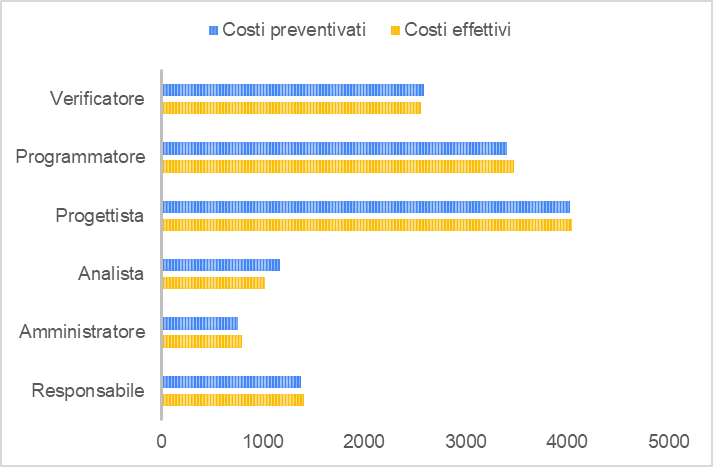 Costi preventivati Costi effettivi
Verificatore
Programmatore
Progettista
Analista
Amministratore
Responsabile
0 1000 2000 3000 4000 5000